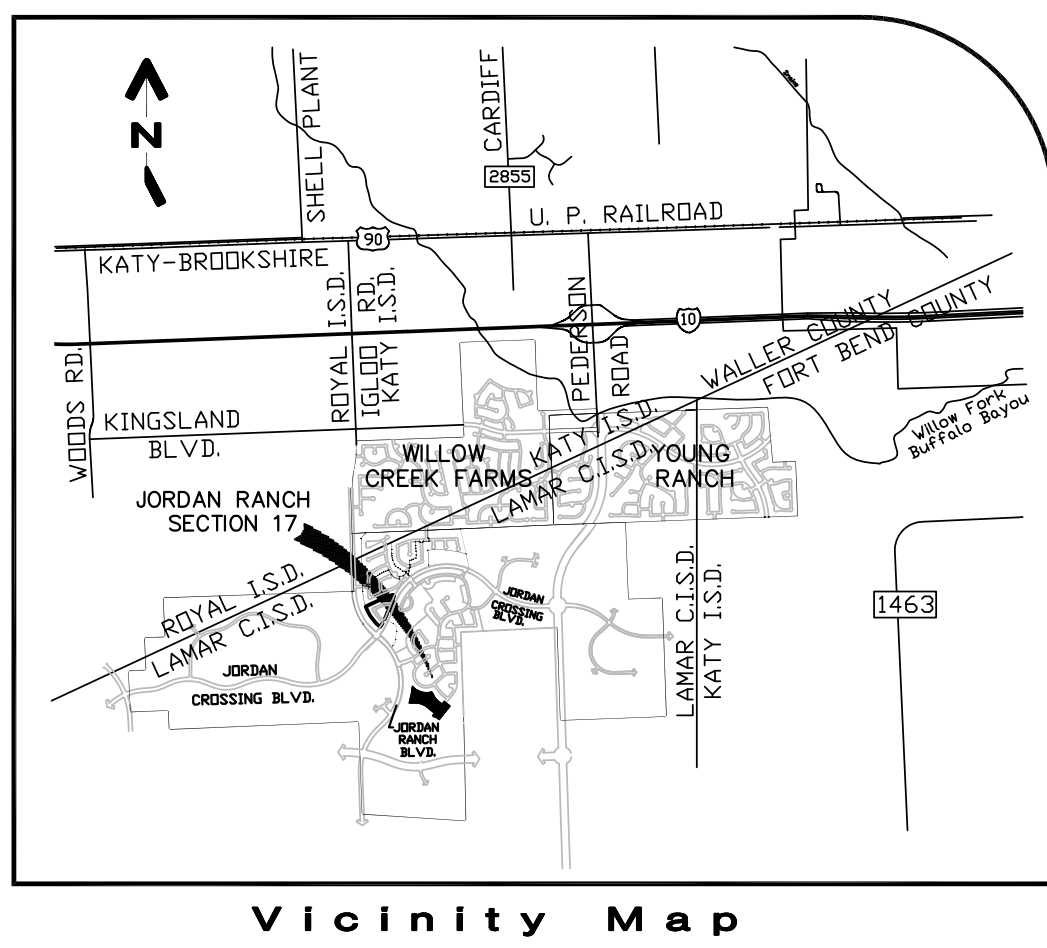 N
SHELL PLANT
CARDIFF
2855
U. P. RAILROAD
90
KATY-BROOKSHIRE
ROYAL I.S.D.
IGLOO RD.
KATY I.S.D.
PEDERSON
ROAD
10
WALLER COUNTY
FORT BEND COUNTY
WOODS RD.
KINGSLAND
BLVD.
Willow Fork
Buffalo Bayou
KATY I.S.D.
LAMAR C.I.S.D.
WILLOW
CREEK FARMS
YOUNG
RANCH
JORDAN RANCH
SECTION 17
ROYAL I.S.D.
LAMAR C.I.S.D.
JORDAN
CROSSING
BLVD.
LAMAR C.I.S.D.
KATY I.S.D.
1463
JORDAN
CROSSING BLVD.
JORDAN
RANCH
BLVD.
Vicinity Map